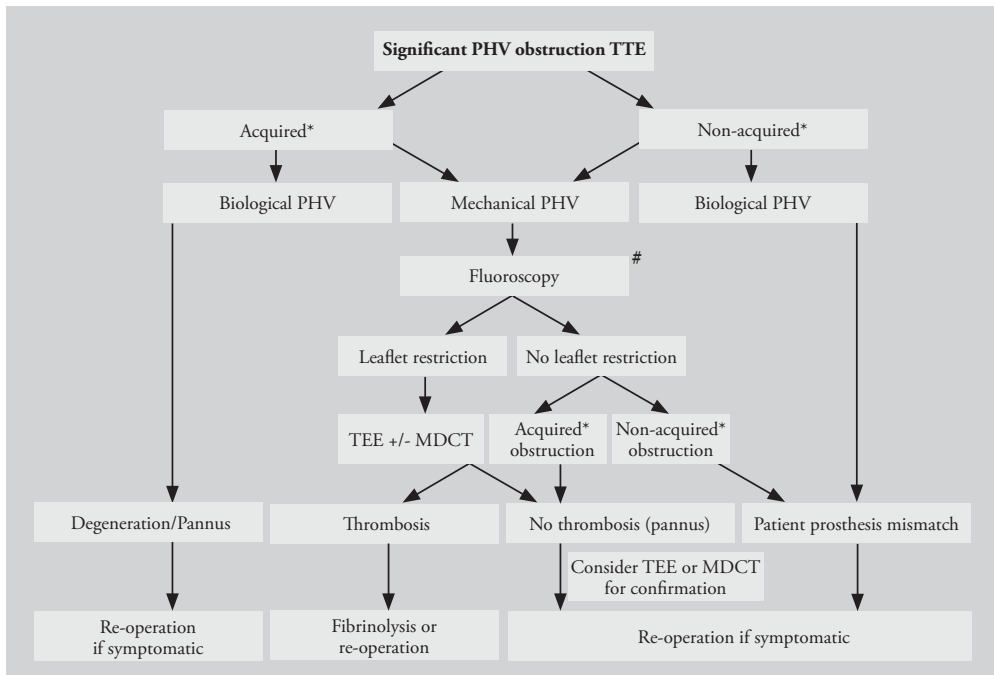 Significant PHV obstruction TTE
Acquired*
Non-acquired*
Biological PHV
Mechanical PHV
Biological PHV
Fluoroscopy
#
Leaflet restriction
No leaflet restriction
TEE +/- MDCT
Acquired*
obstruction
Non-acquired*
obstruction
Degeneration/Pannus
Thrombosis
No thrombosis (pannus)
Patient prosthesis mismatch
Consider TEE or MDCT
for confirmation
Re-operation
if symptomatic
Fibrinolysis or
re-operation
Re-operation if symptomatic